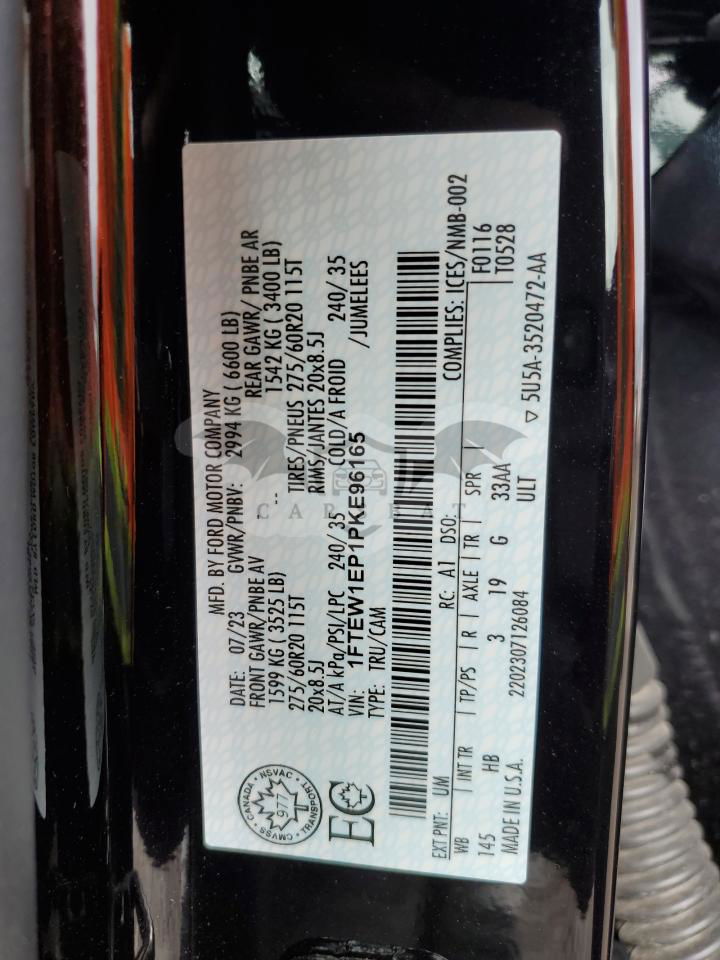 MFD. BY FORD MOTOR COMPANY
DATE: 07/23 GVWR/PNBV: 2994 KG ( 6600 LB)
FRONT GAWR/PNBE AV REAR GAWR/ PNBE AR
1599 KG ( 3525 LB) -- 1542 KG ( 3400 LB)
275/60R20 115T TIRES/PNEUS 275/60R20 115T
20x8.5J RIMS/JANTES 20x8.5J
AT/A kPa/PSI/LPC 240/ 35 COLD/A FROID 240/ 35
VIN: 1FTEW1EP1PKE96165 /JUMELEES
TYPE: TRU/CAM
CMVSS • CANADA • NSVAC • TRANSPORT •
977
EC
EXT PNT: UM RC: A1 DSO: COMPLIES: ICES/NMB-002
WB | INT TR | TP/PS | R | AXLE | TR | SPR | F0116
145 HB 3 19 G 33AA T0528
MADE IN U.S.A. 2202307126084 ULT ▽ 5U5A-3520472-AA
CARSBAT